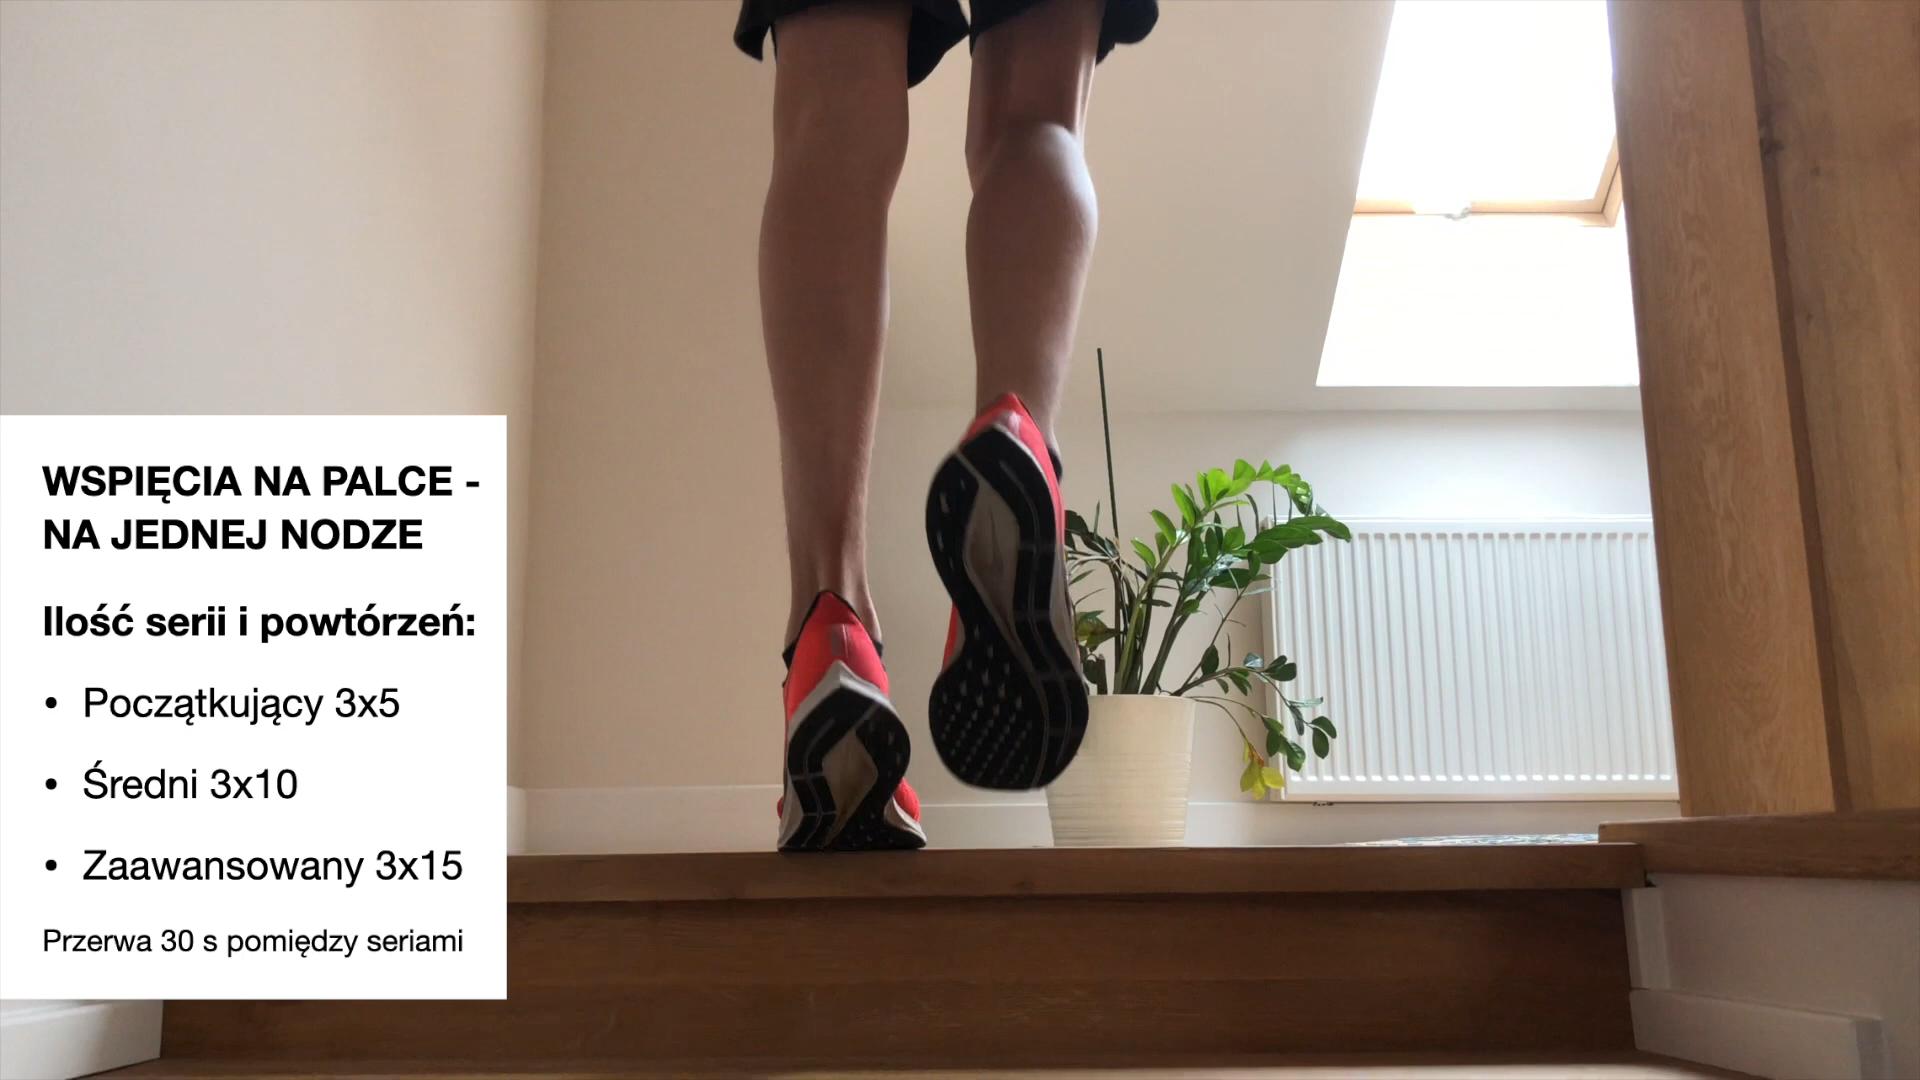 WSPIĘCIA NA PALCE -
NA JEDNEJ NODZE
Ilość serii i powtórzeń:
• Początkujący 3x5
• Średni 3x10
• Zaawansowany 3x15
Przerwa 30 s pomiędzy seriami